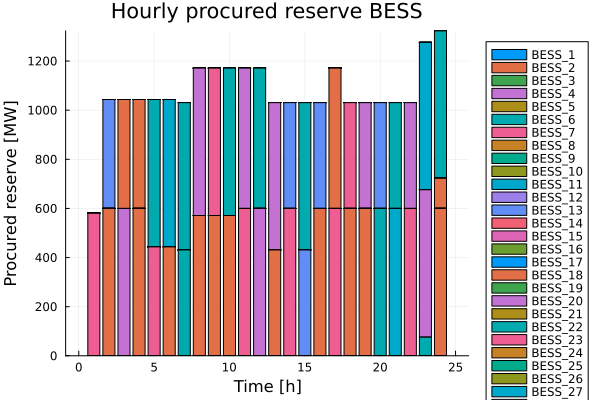 Hourly procured reserve BESS
Procured reserve [MW]
1200
1000
800
600
400
200
0
0
5
10
15
20
25
Time [h]
BESS_1
BESS_2
BESS_3
BESS_4
BESS_5
BESS_6
BESS_7
BESS_8
BESS_9
BESS_10
BESS_11
BESS_12
BESS_13
BESS_14
BESS_15
BESS_16
BESS_17
BESS_18
BESS_19
BESS_20
BESS_21
BESS_22
BESS_23
BESS_24
BESS_25
BESS_26
BESS_27